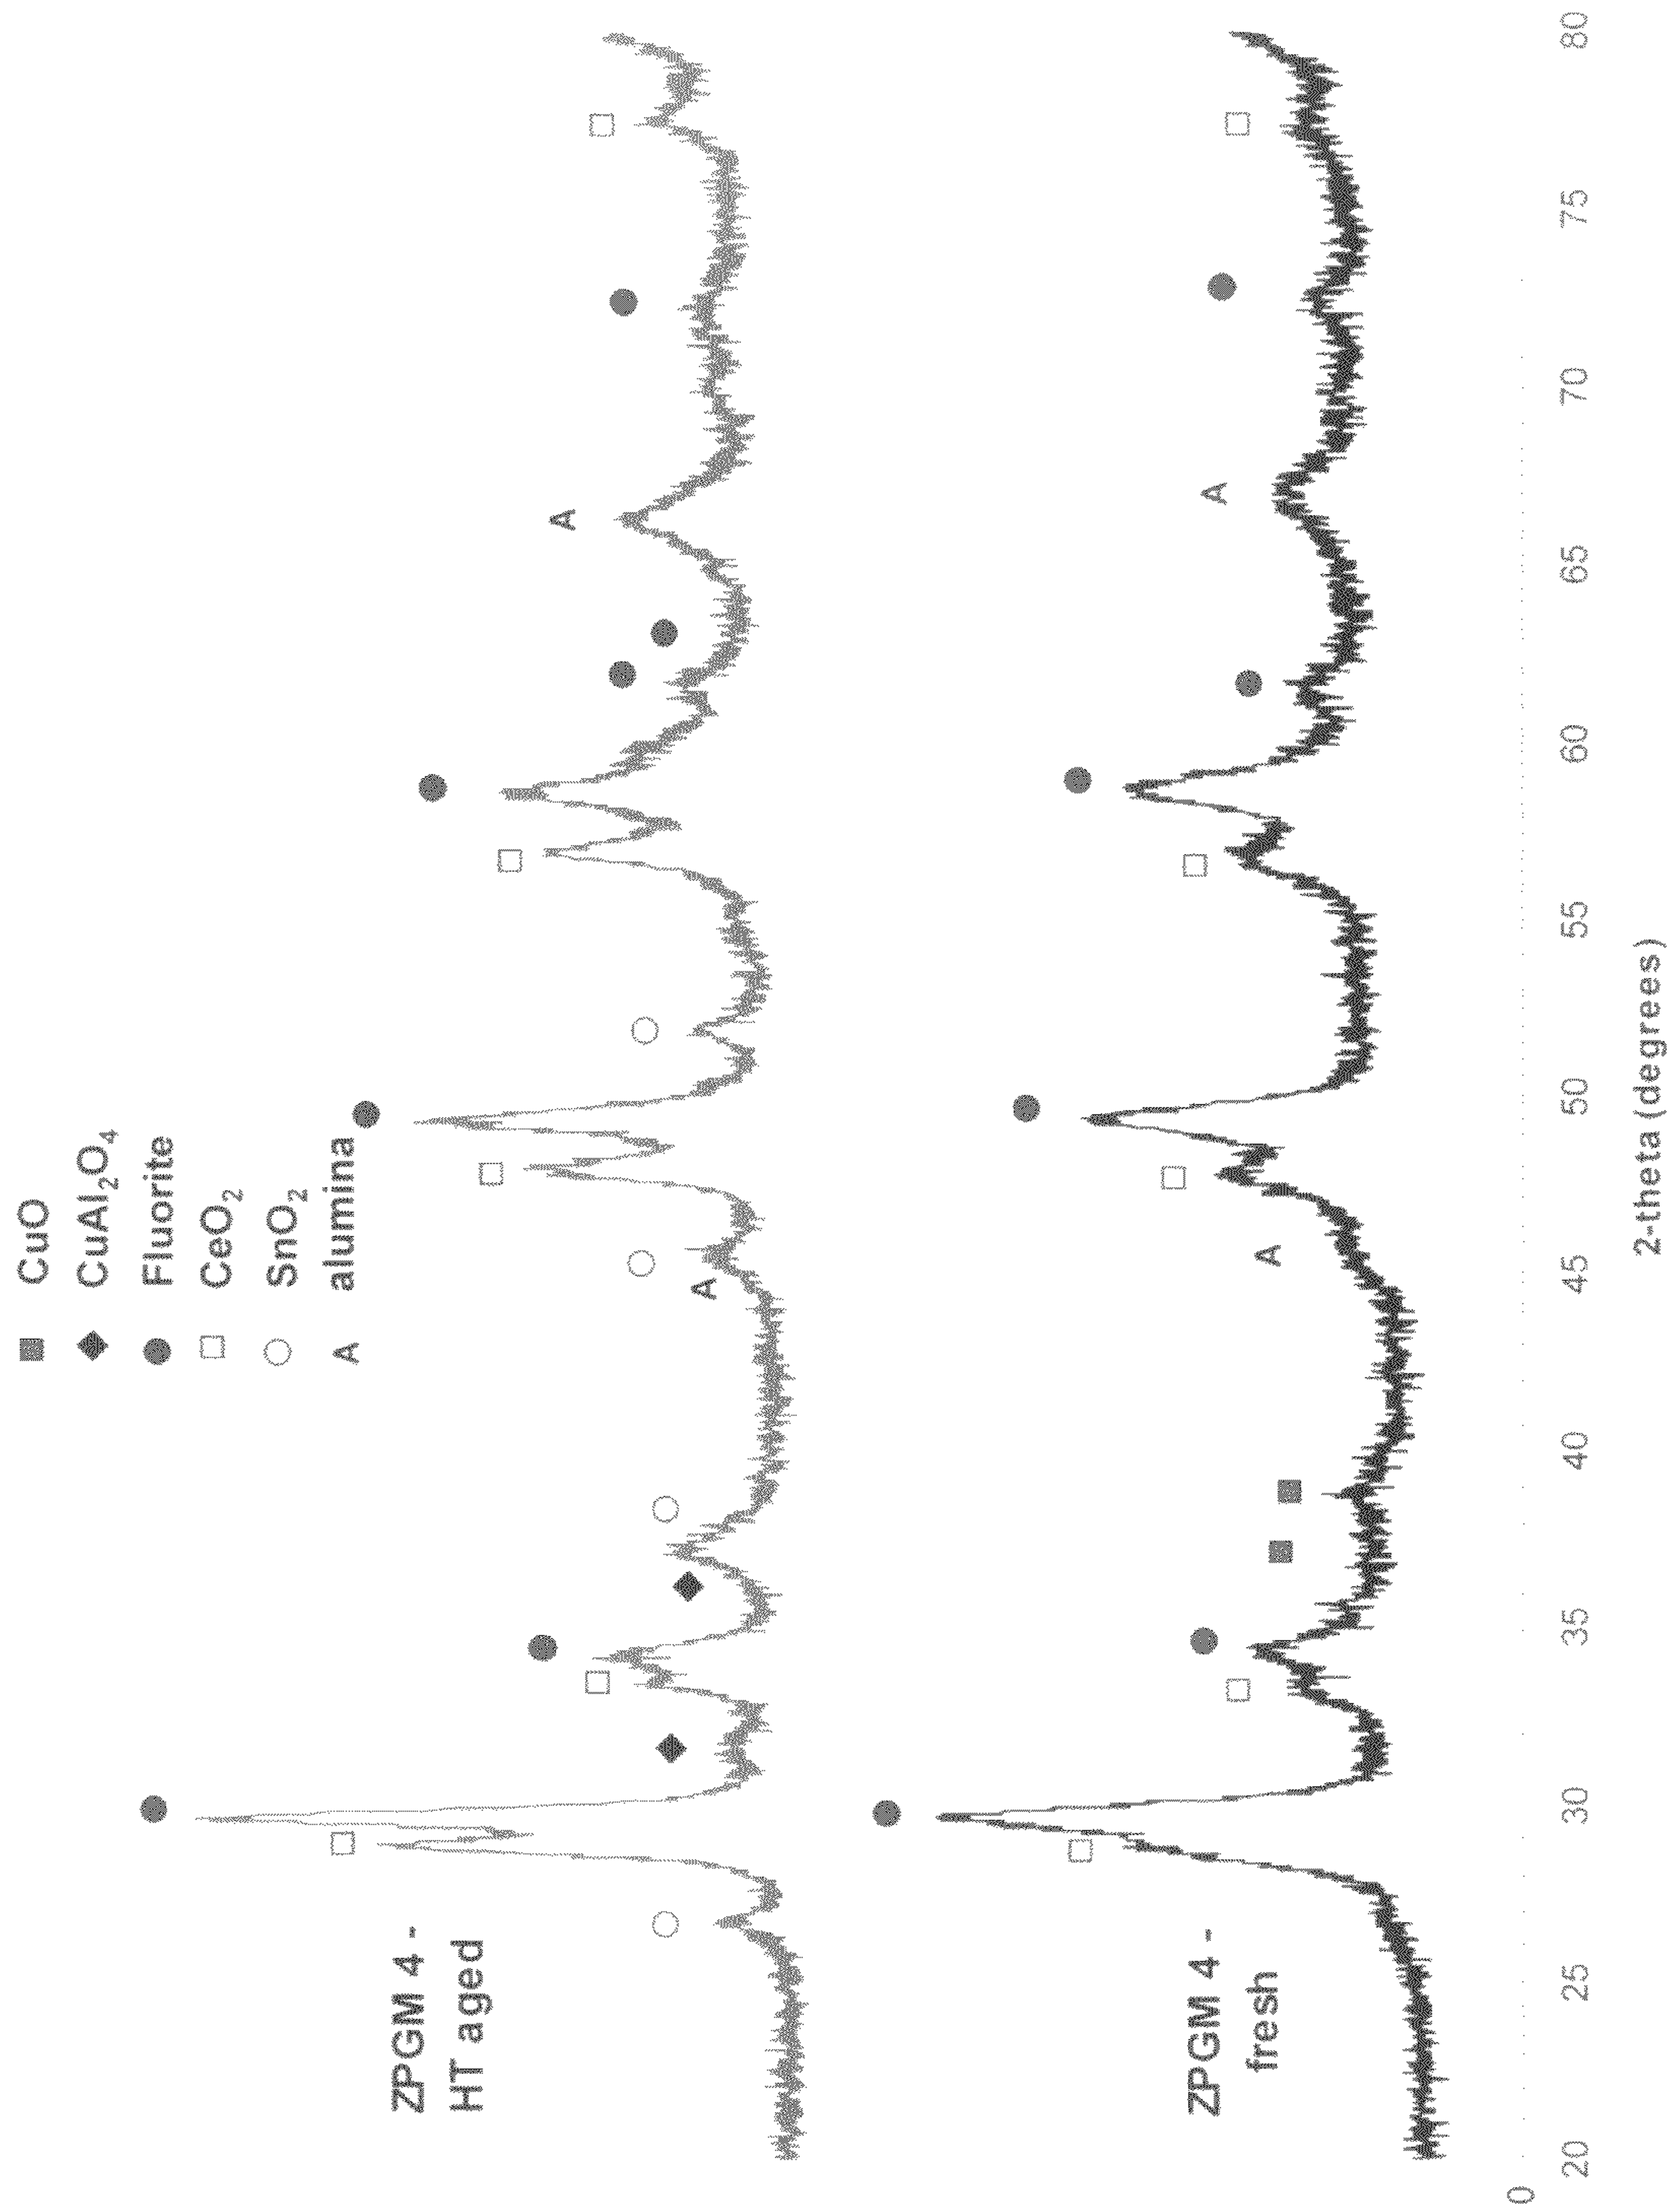 CuO
CuAl₂O₄
Fluorite
CeO₂
SnO₂
A alumina
ZPGM 4 -
HT aged
A
A
ZPGM 4 -
fresh
A
A
0
20 25 30 35 40 45 50 55 60 65 70 75 80
2-theta (degrees)